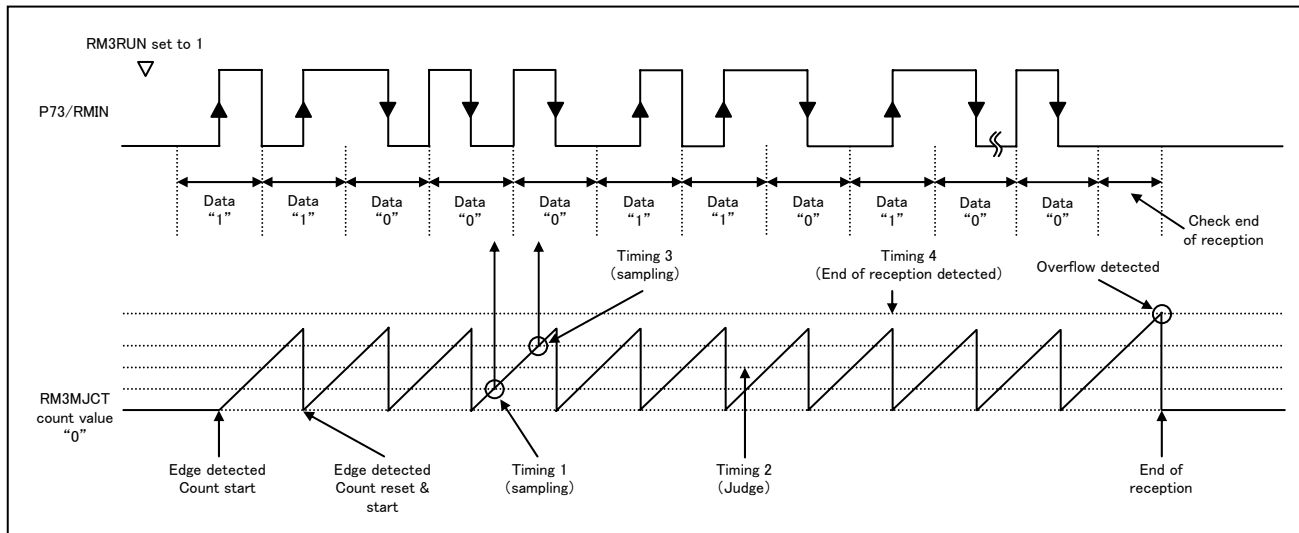 RM3RUN set to 1
P73/RMIN
Data
“1”
Data
“1”
Data
“0”
Data
“0”
Data
“0”
Data
“1”
Data
“1”
Data
“0”
Data
“1”
Data
“0”
Data
“0”
Check end
of reception
Timing 3
(sampling)
Timing 4
(End of reception detected)
Overflow detected
RM3MJCT
count value
“0”
Edge detected
Count start
Edge detected
Count reset &
start
Timing 1
(sampling)
Timing 2
(Judge)
End of
reception